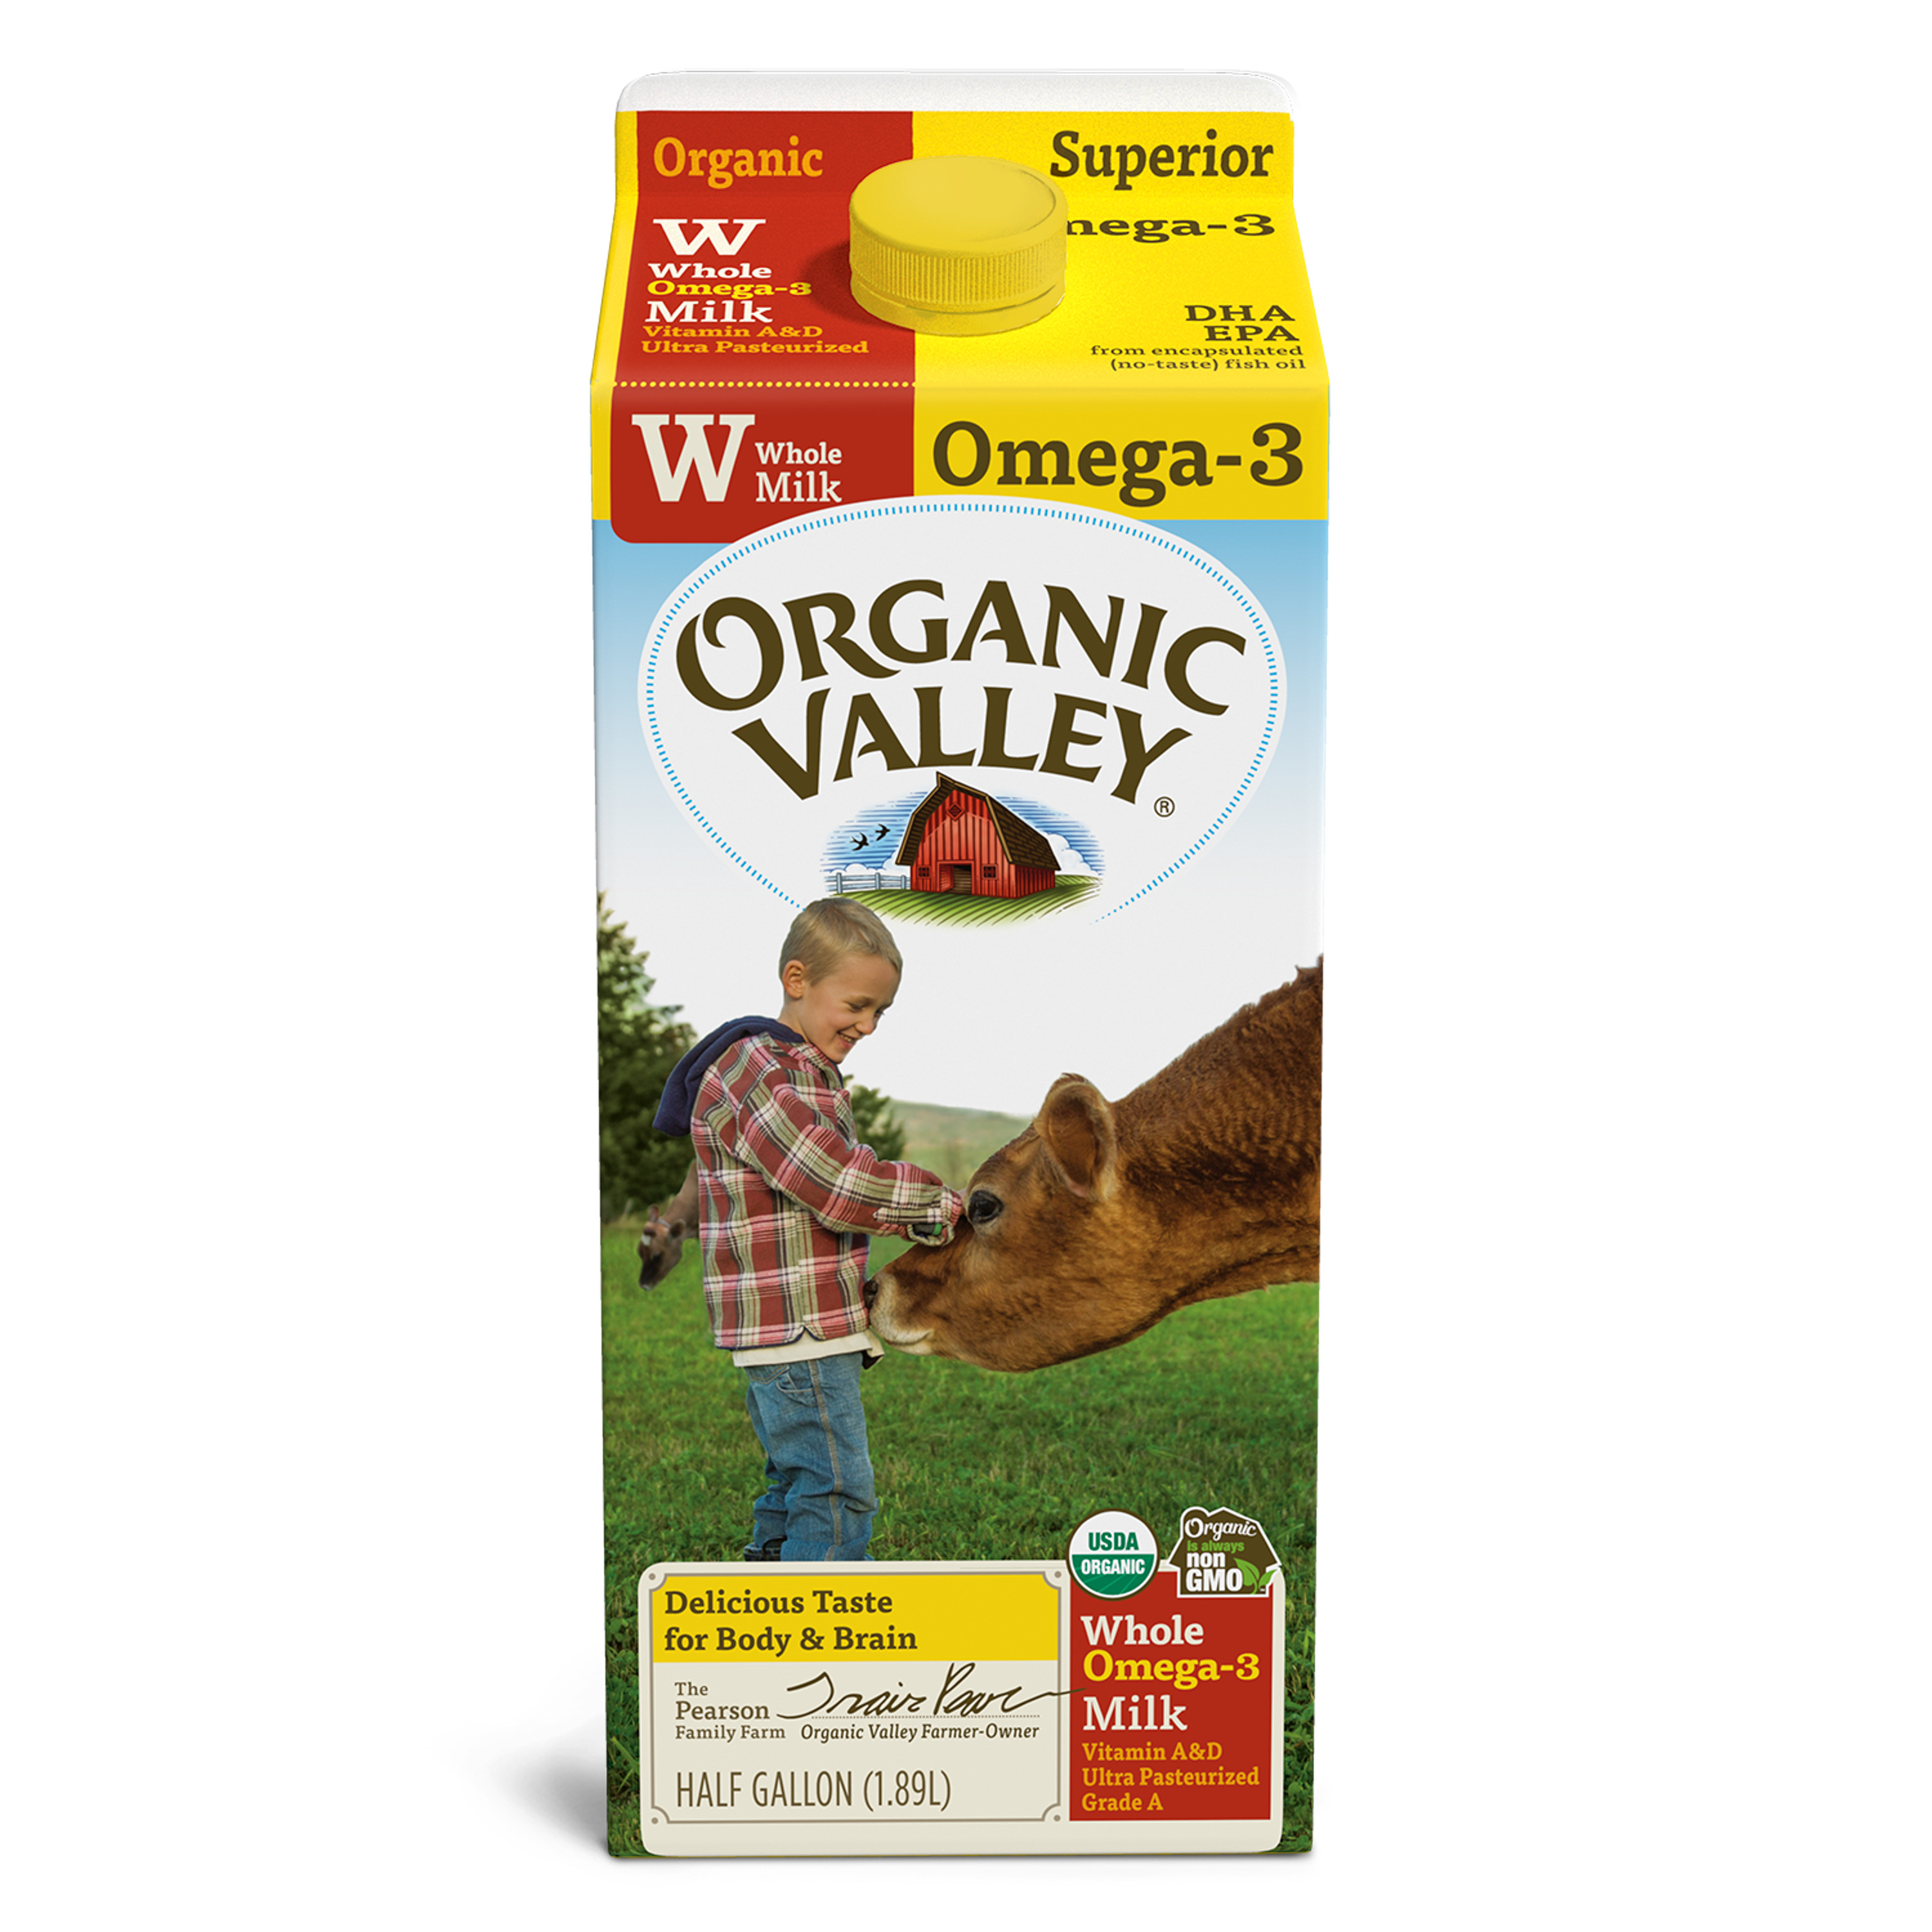 Organic
Superior
W
Whole
Omega-3
Milk
Vitamin A&D
Ultra Pasteurized
mega-3
DHA
EPA
from encapsulated
(no-taste) fish oil
W Whole
Milk
Omega-3
ORGANIC
VALLEY®
USDA
ORGANIC
Organic
is always
non
GMO
Delicious Taste
for Body & Brain
The
Pearson
Family Farm
Organic Valley Farmer-Owner
HALF GALLON (1.89L)
Whole
Omega-3
Milk
Vitamin A&D
Ultra Pasteurized
Grade A